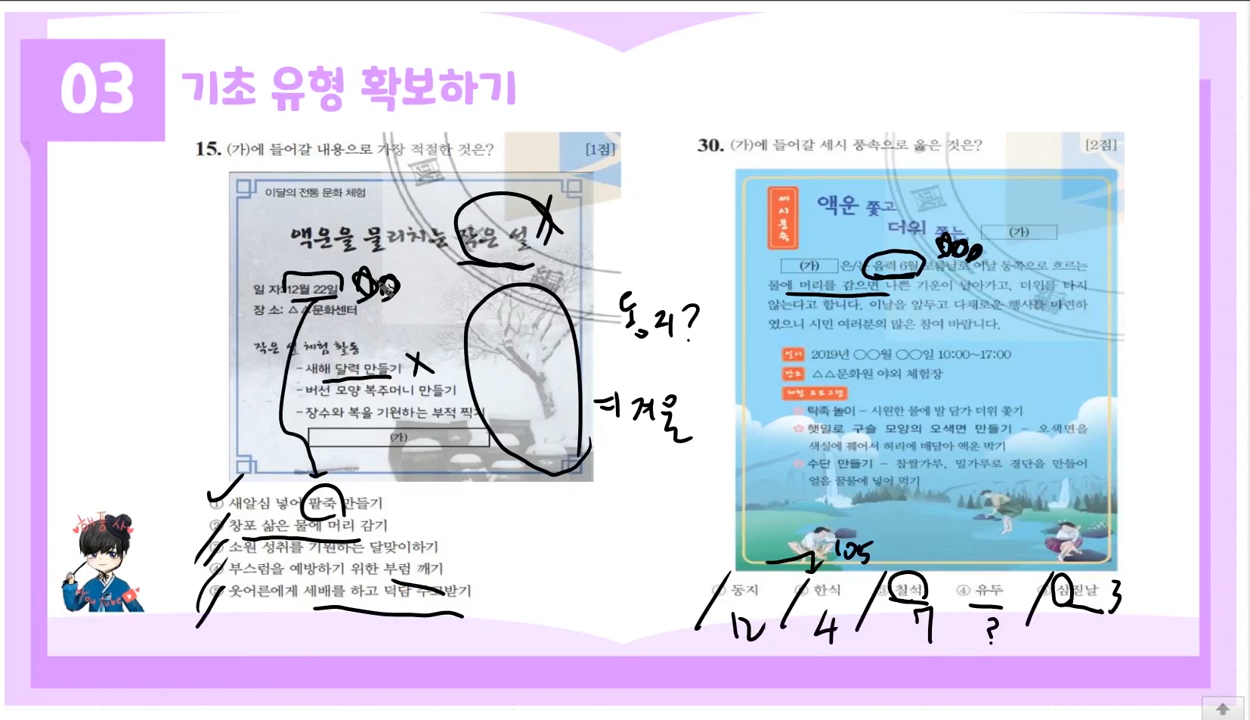 03 기초 유형 확보하기
15. (가)에 들어갈 내용으로 가장 적절한 것은? [1점]
이달의 전통 문화 체험
액운을 물리치는 작은 설
일 자: 12월 22일
장 소: △△문화센터
작은 설 체험 활동
- 새해 달력 만들기
- 버선 모양 복주머니 만들기
- 장수와 복을 기원하는 부적 찍기
(가)
① 새알심 넣어 팥죽 만들기
② 창포 삶은 물에 머리 감기
③ 소원 성취를 기원하는 달맞이하기
④ 부스럼을 예방하기 위한 부럼 깨기
⑤ 웃어른에게 세배를 하고 덕담
동지?
겨울
30. (가)에 들어갈 세시 풍속으로 옳은 것은? [2점]
세시풍속
액운 쫓고
더위 쫓는 (가)
(가) 음력 6월 보름날로 이날 동쪽으로 흐르는
물에 머리를 감으면 나쁜 기운이 날아가고, 더위를 타지
않는다고 합니다. 이날을 앞두고 다채로운 행사를 마련하
였으니 시민 여러분의 많은 참여 바랍니다.
일시 2019년 ○○월 ○○일 10:00~17:00
장소 △△문화원 야외 체험장
체험 프로그램
탁족 놀이 – 시원한 물에 발 담가 더위 쫓기
햇밀로 구슬 모양의 오색면 만들기 – 오색면을
색실에 꿰어서 허리에 매달아 액운 막기
수단 만들기 – 찹쌀가루, 밀가루로 경단을 만들어
얼음 꿀물에 넣어 먹기
105
① 동지 ② 한식 ③ 칠석 ④ 유두 ⑤ 삼짇날
12 4 7 ? 3
해품사
YouTube
國
編